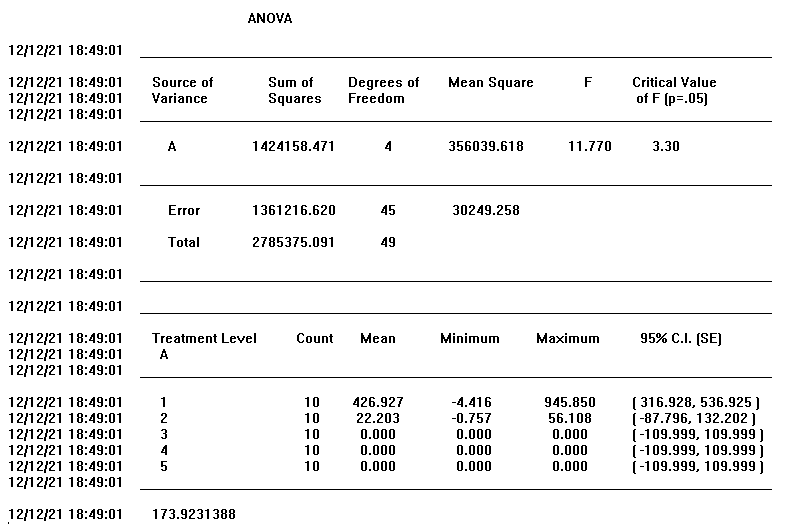 ANOVA
12/12/21 18:49:01
12/12/21 18:49:01 Source of Sum of Degrees of Mean Square F Critical Value
12/12/21 18:49:01 Variance Squares Freedom of F (p=.05)
12/12/21 18:49:01
12/12/21 18:49:01 A 1424158.471 4 356039.618 11.770 3.30
12/12/21 18:49:01
12/12/21 18:49:01 Error 1361216.620 45 30249.258
12/12/21 18:49:01 Total 2785375.091 49
12/12/21 18:49:01
12/12/21 18:49:01
12/12/21 18:49:01 Treatment Level Count Mean Minimum Maximum 95% C.I. (SE)
12/12/21 18:49:01 A
12/12/21 18:49:01
12/12/21 18:49:01 1 10 426.927 -4.416 945.850 ( 316.928, 536.925 )
12/12/21 18:49:01 2 10 22.203 -0.757 56.108 ( -87.796, 132.202 )
12/12/21 18:49:01 3 10 0.000 0.000 0.000 ( -109.999, 109.999 )
12/12/21 18:49:01 4 10 0.000 0.000 0.000 ( -109.999, 109.999 )
12/12/21 18:49:01 5 10 0.000 0.000 0.000 ( -109.999, 109.999 )
12/12/21 18:49:01
12/12/21 18:49:01 173.9231388